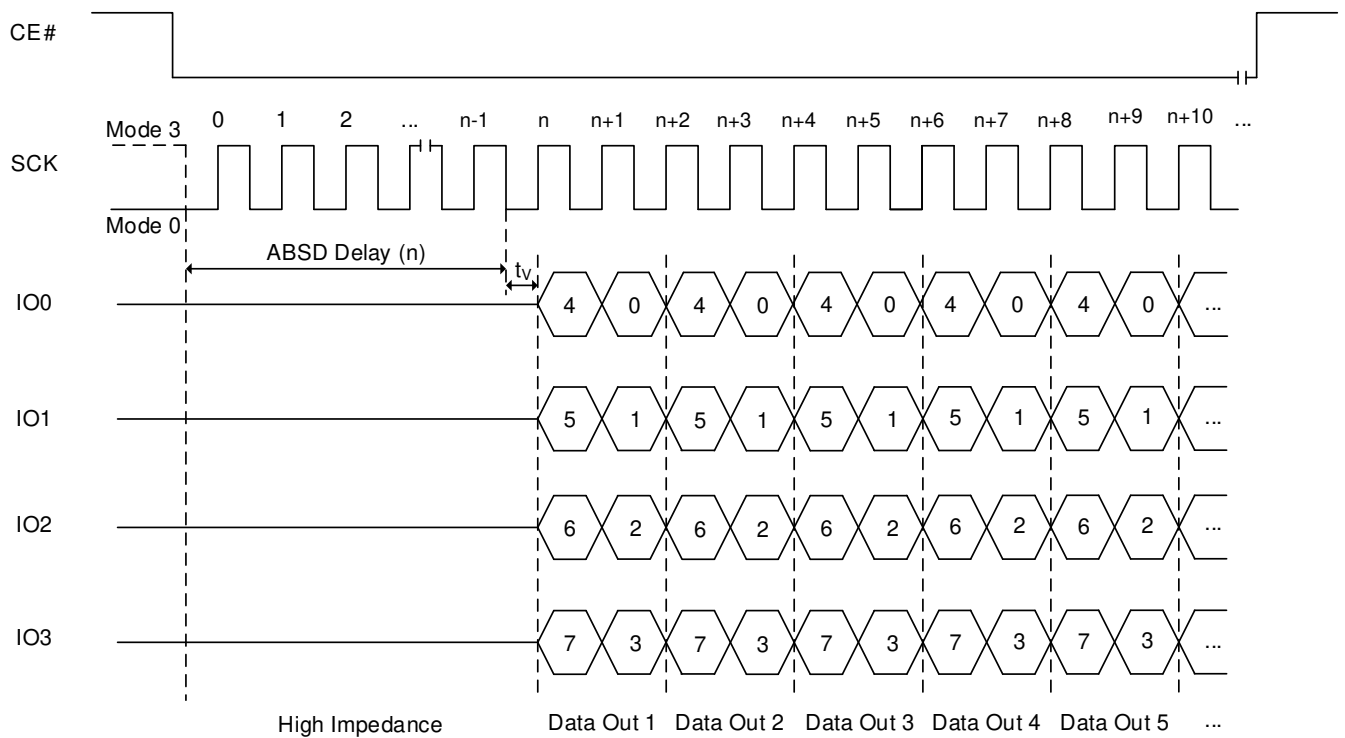 CE#
Mode 3 0 1 2 ... n-1 n n+1 n+2 n+3 n+4 n+5 n+6 n+7 n+8 n+9 n+10 ...
SCK
Mode 0
ABSD Delay (n)
tV
IO0 4 0 4 0 4 0 4 0 4 0 ...
IO1 5 1 5 1 5 1 5 1 5 1 ...
IO2 6 2 6 2 6 2 6 2 6 2 ...
IO3 7 3 7 3 7 3 7 3 7 3 ...
High Impedance Data Out 1 Data Out 2 Data Out 3 Data Out 4 Data Out 5 ...